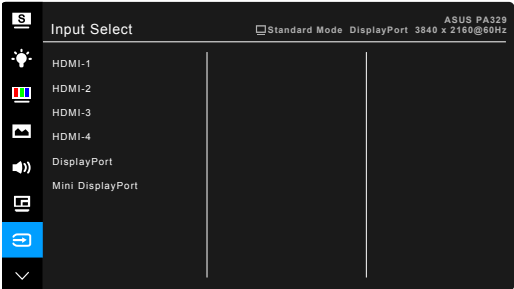 S
ASUS PA329
Input Select
Standard Mode DisplayPort 3840 x 2160@60Hz
HDMI-1
HDMI-2
HDMI-3
HDMI-4
DisplayPort
Mini DisplayPort